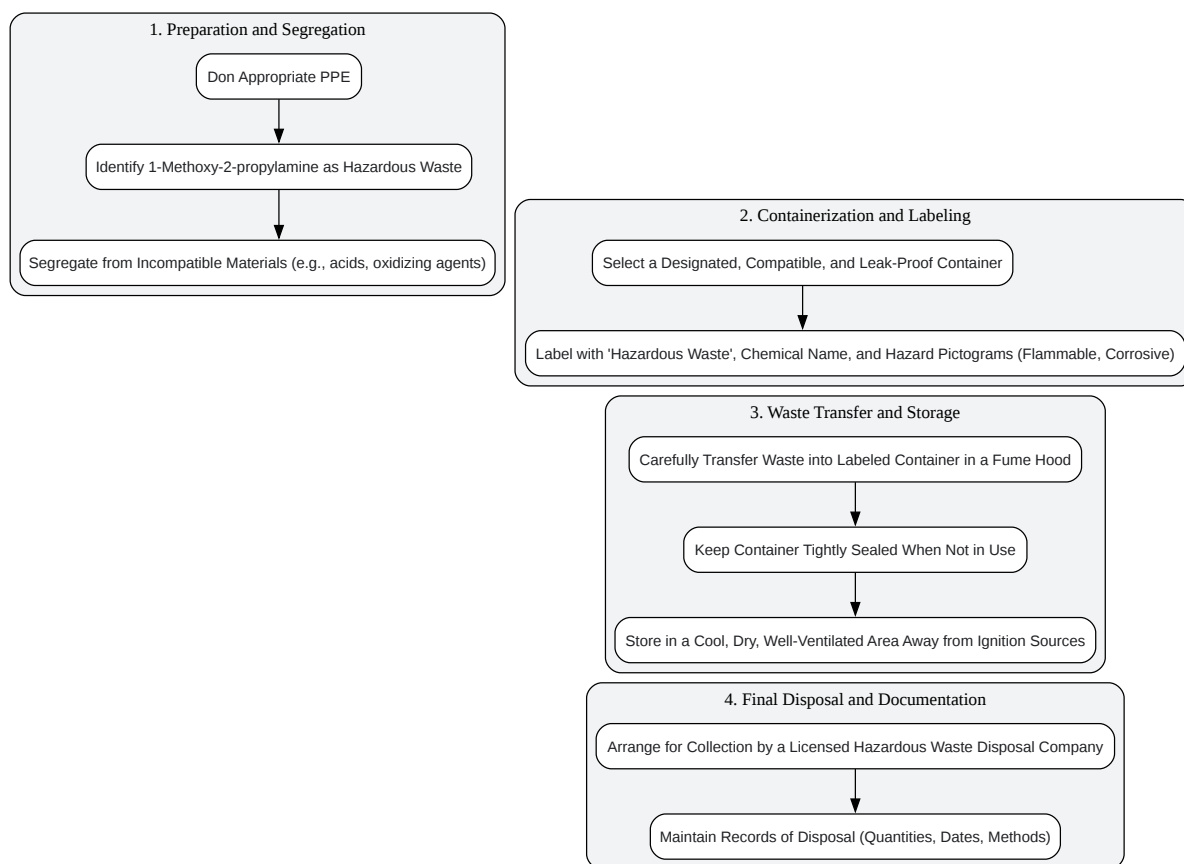 1. Preparation and Segregation
Don Appropriate PPE
Identify 1-Methoxy-2-propylamine as Hazardous Waste
Segregate from Incompatible Materials (e.g., acids, oxidizing agents)
2. Containerization and Labeling
Select a Designated, Compatible, and Leak-Proof Container
Label with 'Hazardous Waste', Chemical Name, and Hazard Pictograms (Flammable, Corrosive)
3. Waste Transfer and Storage
Carefully Transfer Waste into Labeled Container in a Fume Hood
Keep Container Tightly Sealed When Not in Use
Store in a Cool, Dry, Well-Ventilated Area Away from Ignition Sources
4. Final Disposal and Documentation
Arrange for Collection by a Licensed Hazardous Waste Disposal Company
Maintain Records of Disposal (Quantities, Dates, Methods)